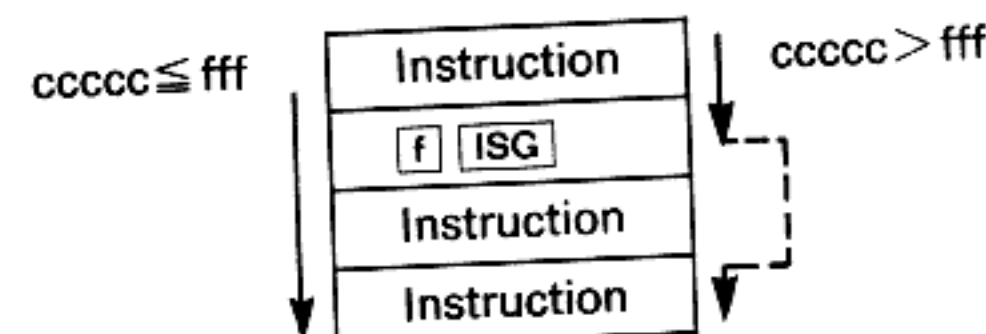 Instruction
ccccc > fff
ccccc ≦ fff
f ISG
Instruction
Instruction